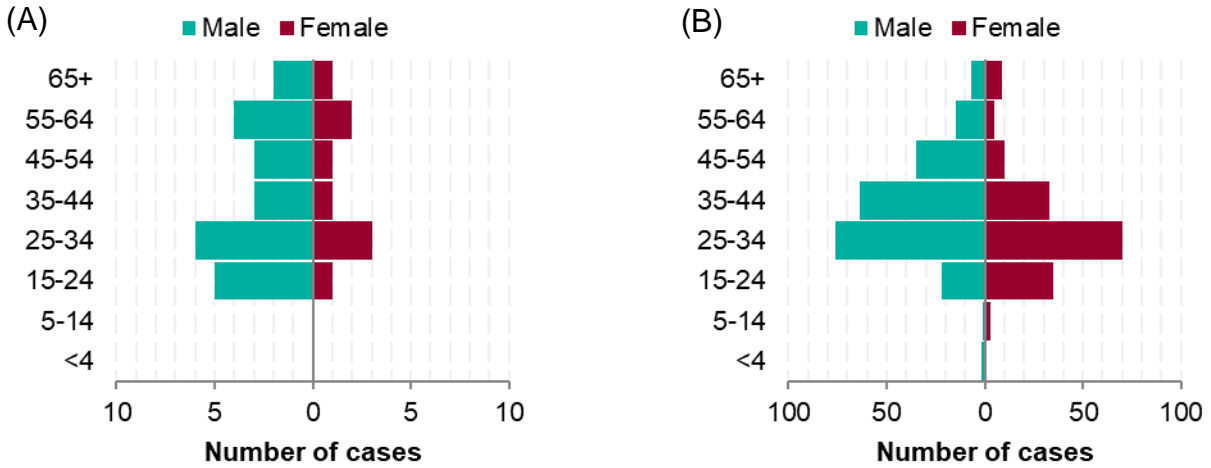 (A)
Male Female
65+
55-64
45-54
35-44
25-34
15-24
5-14
<4
10 5 0 5 10
Number of cases
(B)
Male Female
65+
55-64
45-54
35-44
25-34
15-24
5-14
<4
100 50 0 50 100
Number of cases